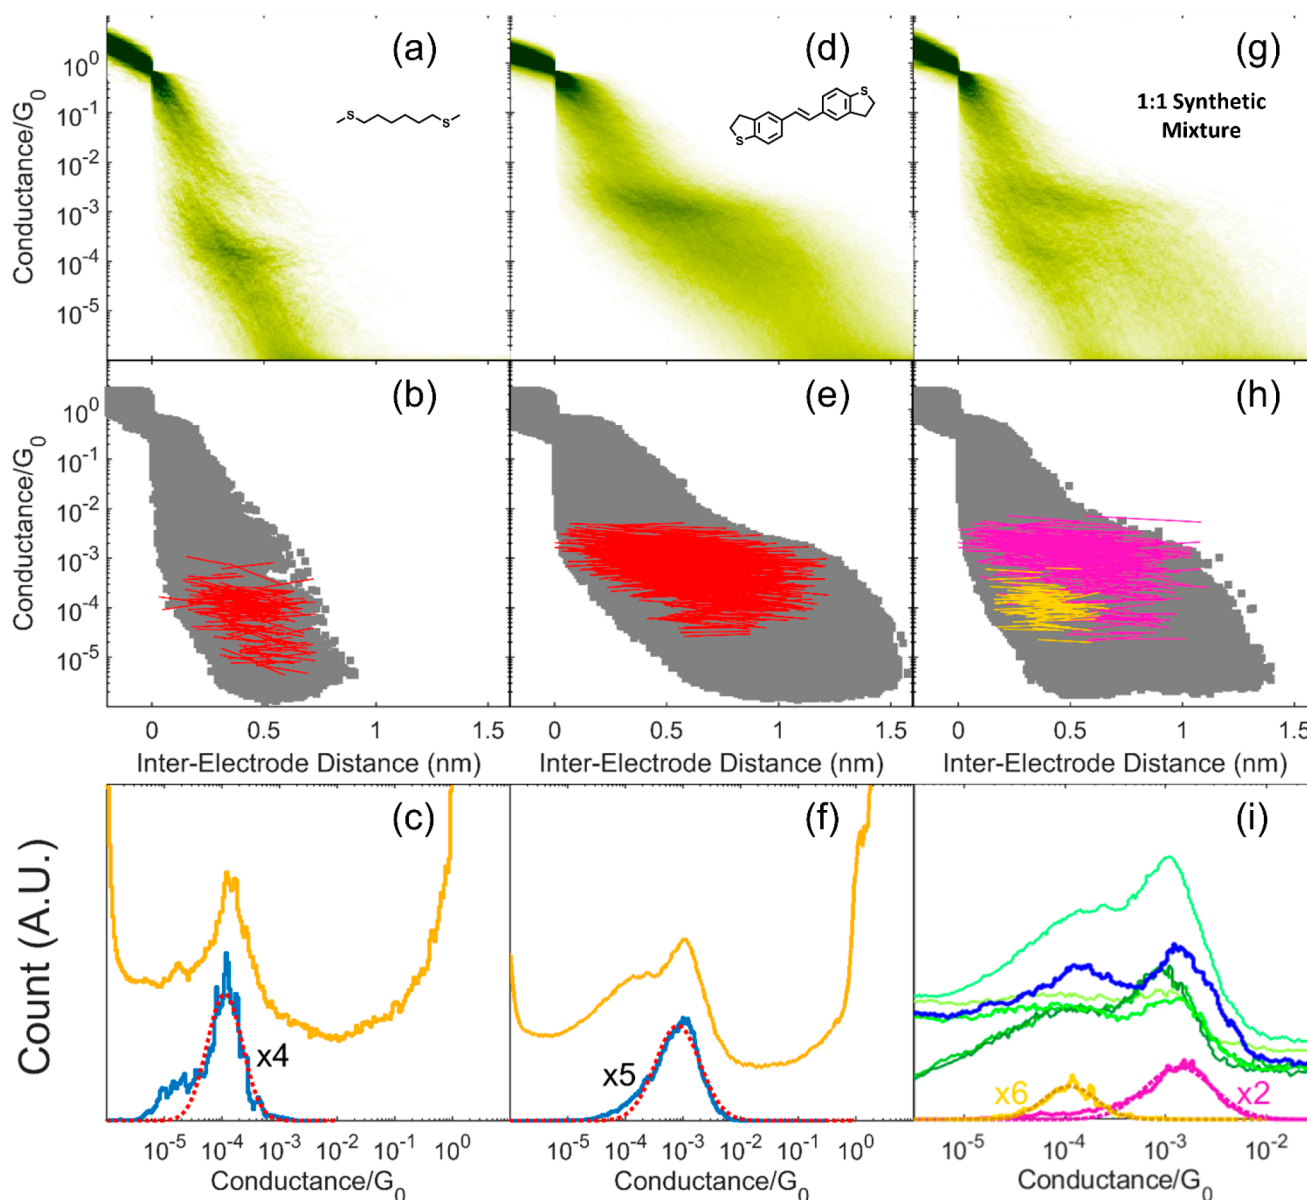 (a)
(d)
(g)
10^0
10^-1
10^-2
10^-3
10^-4
10^-5
Conductance/G_0
S
S
S
S
1:1 Synthetic
Mixture
(b)
(e)
(h)
10^0
10^-1
10^-2
10^-3
10^-4
10^-5
Conductance/G_0
0 0.5 1 1.5
0 0.5 1 1.5
0 0.5 1 1.5
Inter-Electrode Distance (nm)
Inter-Electrode Distance (nm)
Inter-Electrode Distance (nm)
(c)
(f)
(i)
Count (A.U.)
x4
x5
x6
x2
10^-5 10^-4 10^-3 10^-2 10^-1 10^0
10^-5 10^-4 10^-3 10^-2 10^-1 10^0
10^-5 10^-4 10^-3 10^-2
Conductance/G_0
Conductance/G_0
Conductance/G_0